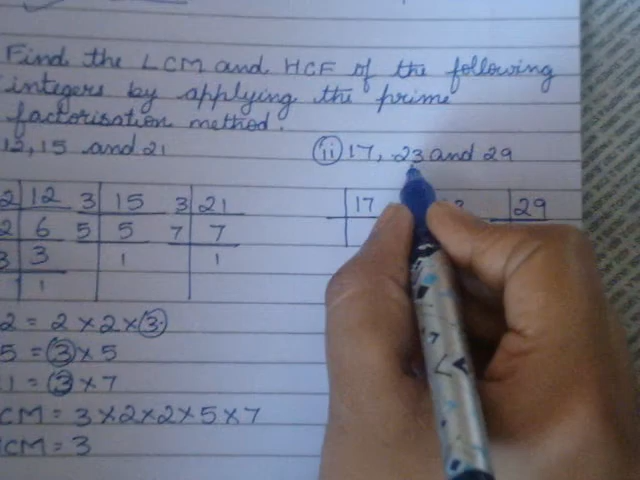 Find the LCM and HCF of the following
integers by applying the prime
factorisation method.
12, 15 and 21
(ii) 17, 23 and 29
2 12 3 15 3 21
2 6 5 5 7 7
3 3 1 1
1
17 29
2 = 2 × 2 × 3
5 = 3 × 5
1 = 3 × 7
CM = 3 × 2 × 2 × 5 × 7
CM = 3